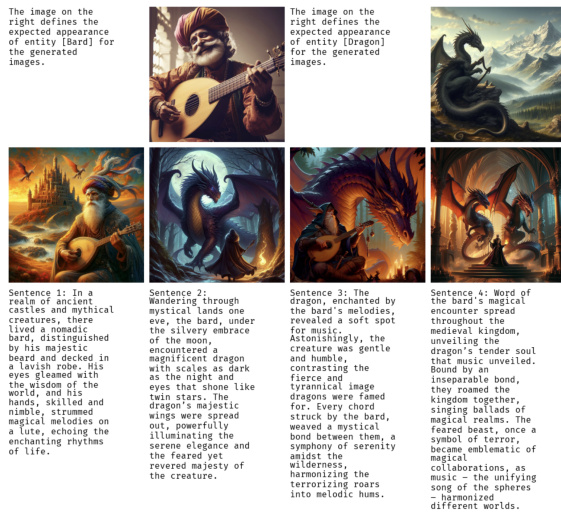 The image on the
right defines the
expected appearance
of entity [Bard] for
the generated
images.
The image on the
right defines the
expected appearance
of entity [Dragon]
for the generated
images.
Sentence 1: In a
realm of ancient
castles and mythical
creatures, there
lived a nomadic
bard, distinguished
by his majestic
beard and decked in
a lavish robe. His
eyes gleamed with
the wisdom of the
world, and his
hands, skilled and
nimble, strummed
magical melodies on
a lute, echoing the
enchanting rhythms
of life.
Sentence 2:
Wandering through
mystical lands one
eve, the bard, under
the silvery embrace
of the moon,
encountered a
magnificent dragon
with scales as dark
as the night and
eyes that shone like
twin stars. The
dragon's majestic
wings were spread
out, powerfully
illuminating the
serene elegance and
the feared yet
revered majesty of
the creature.
Sentence 3: The
dragon, enchanted by
the bard's melodies,
revealed a soft spot
for music.
Astonishingly, the
creature was gentle
and humble,
contrasting the
fierce and
tyrannical image
dragons were famed
for. Every chord
struck by the bard,
weaved a mystical
bond between them, a
symphony of serenity
amidst the
wilderness,
harmonizing the
terrorizing roars
into melodic hums.
Sentence 4: Word of
the bard's magical
encounter spread
throughout the
medieval kingdom,
unveiling the
dragon's tender soul
that music unveiled.
Bound by an
inseparable bond,
they roamed the
kingdom together,
singing ballads of
magical realms. The
feared beast, once a
symbol of terror,
became emblematic of
magical
collaborations, as
music – the unifying
song of the spheres
– harmonized
different worlds.